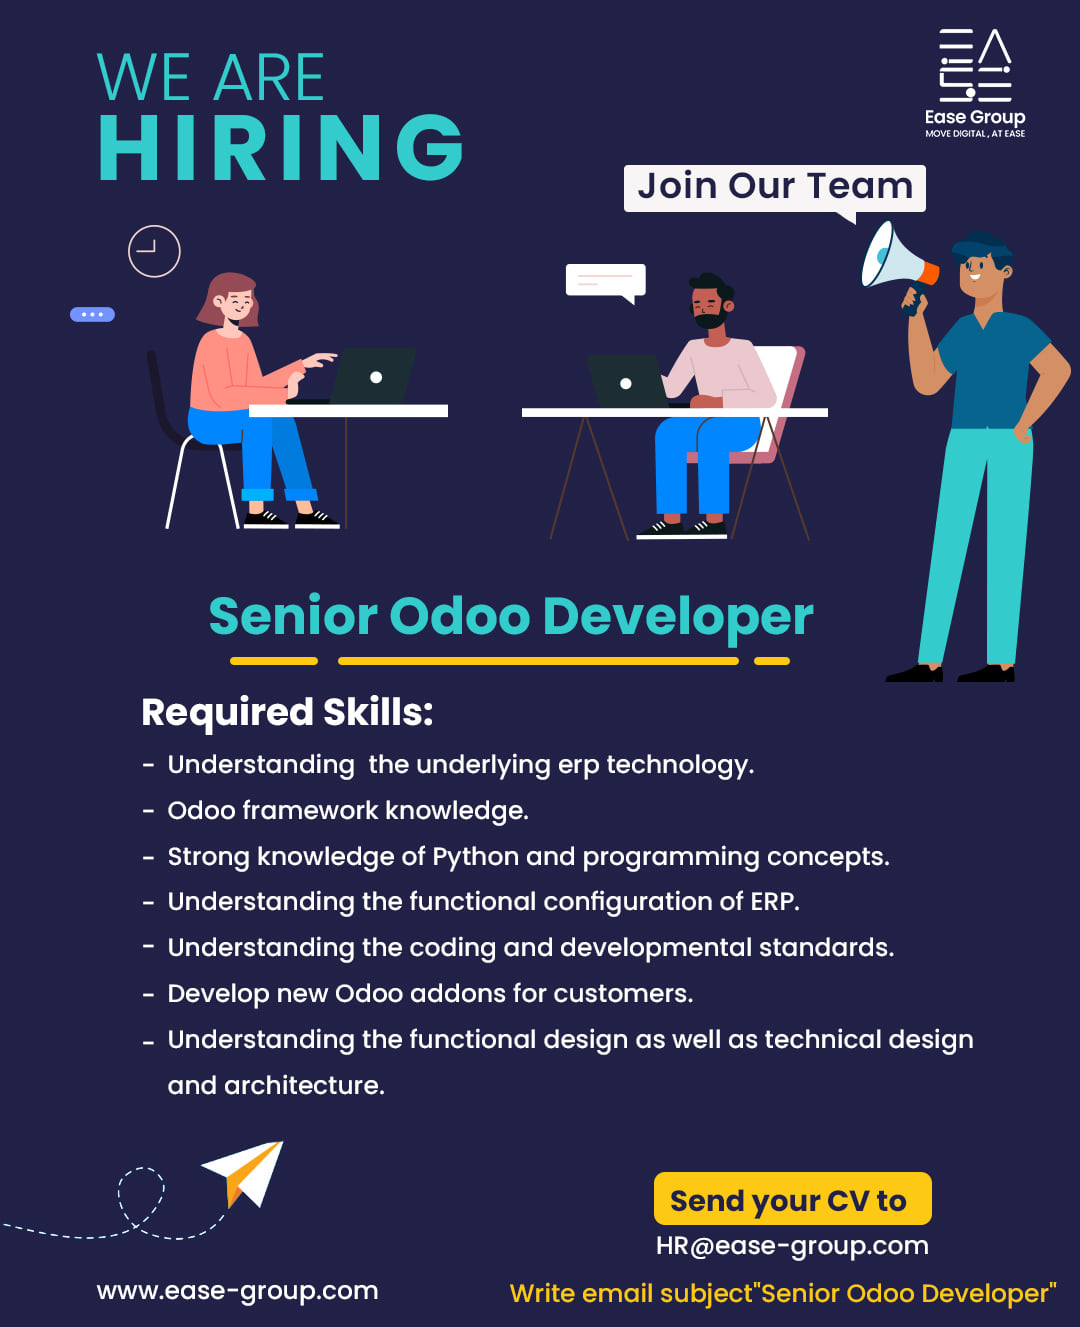 WE ARE
HIRING
Ease Group
MOVE DIGITAL, AT EASE
Join Our Team
Senior Odoo Developer
Required Skills:
- Understanding the underlying erp technology.
- Odoo framework knowledge.
- Strong knowledge of Python and programming concepts.
- Understanding the functional configuration of ERP.
- Understanding the coding and developmental standards.
- Develop new Odoo addons for customers.
- Understanding the functional design as well as technical design
and architecture.
Send your CV to
HR@ease-group.com
www.ease-group.com
Write email subject"Senior Odoo Developer"